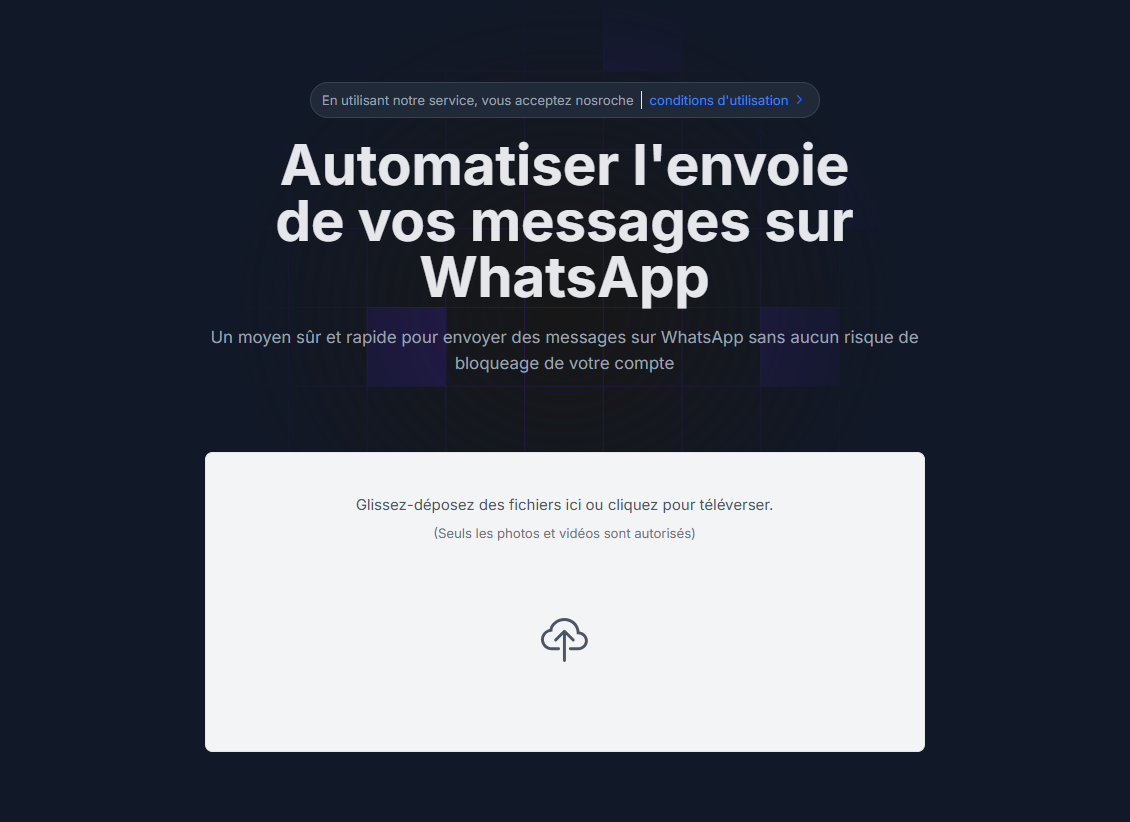 En utilisant notre service, vous acceptez nosroche | conditions d'utilisation >
Automatiser l'envoie
de vos messages sur
WhatsApp
Un moyen sûr et rapide pour envoyer des messages sur WhatsApp sans aucun risque de
bloqueage de votre compte
Glissez-déposez des fichiers ici ou cliquez pour téléverser.
(Seuls les photos et vidéos sont autorisés)